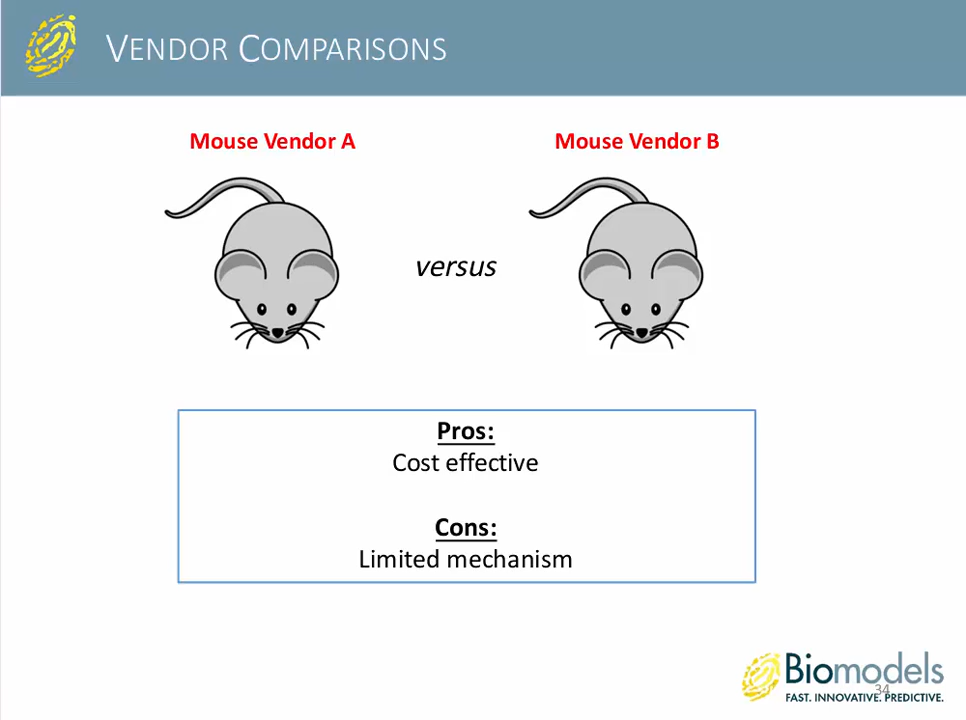 VENDOR COMPARISONS
Mouse Vendor A
Mouse Vendor B
versus
Pros:
Cost effective
Cons:
Limited mechanism
Biomodels
34
FAST. INNOVATIVE. PREDICTIVE.